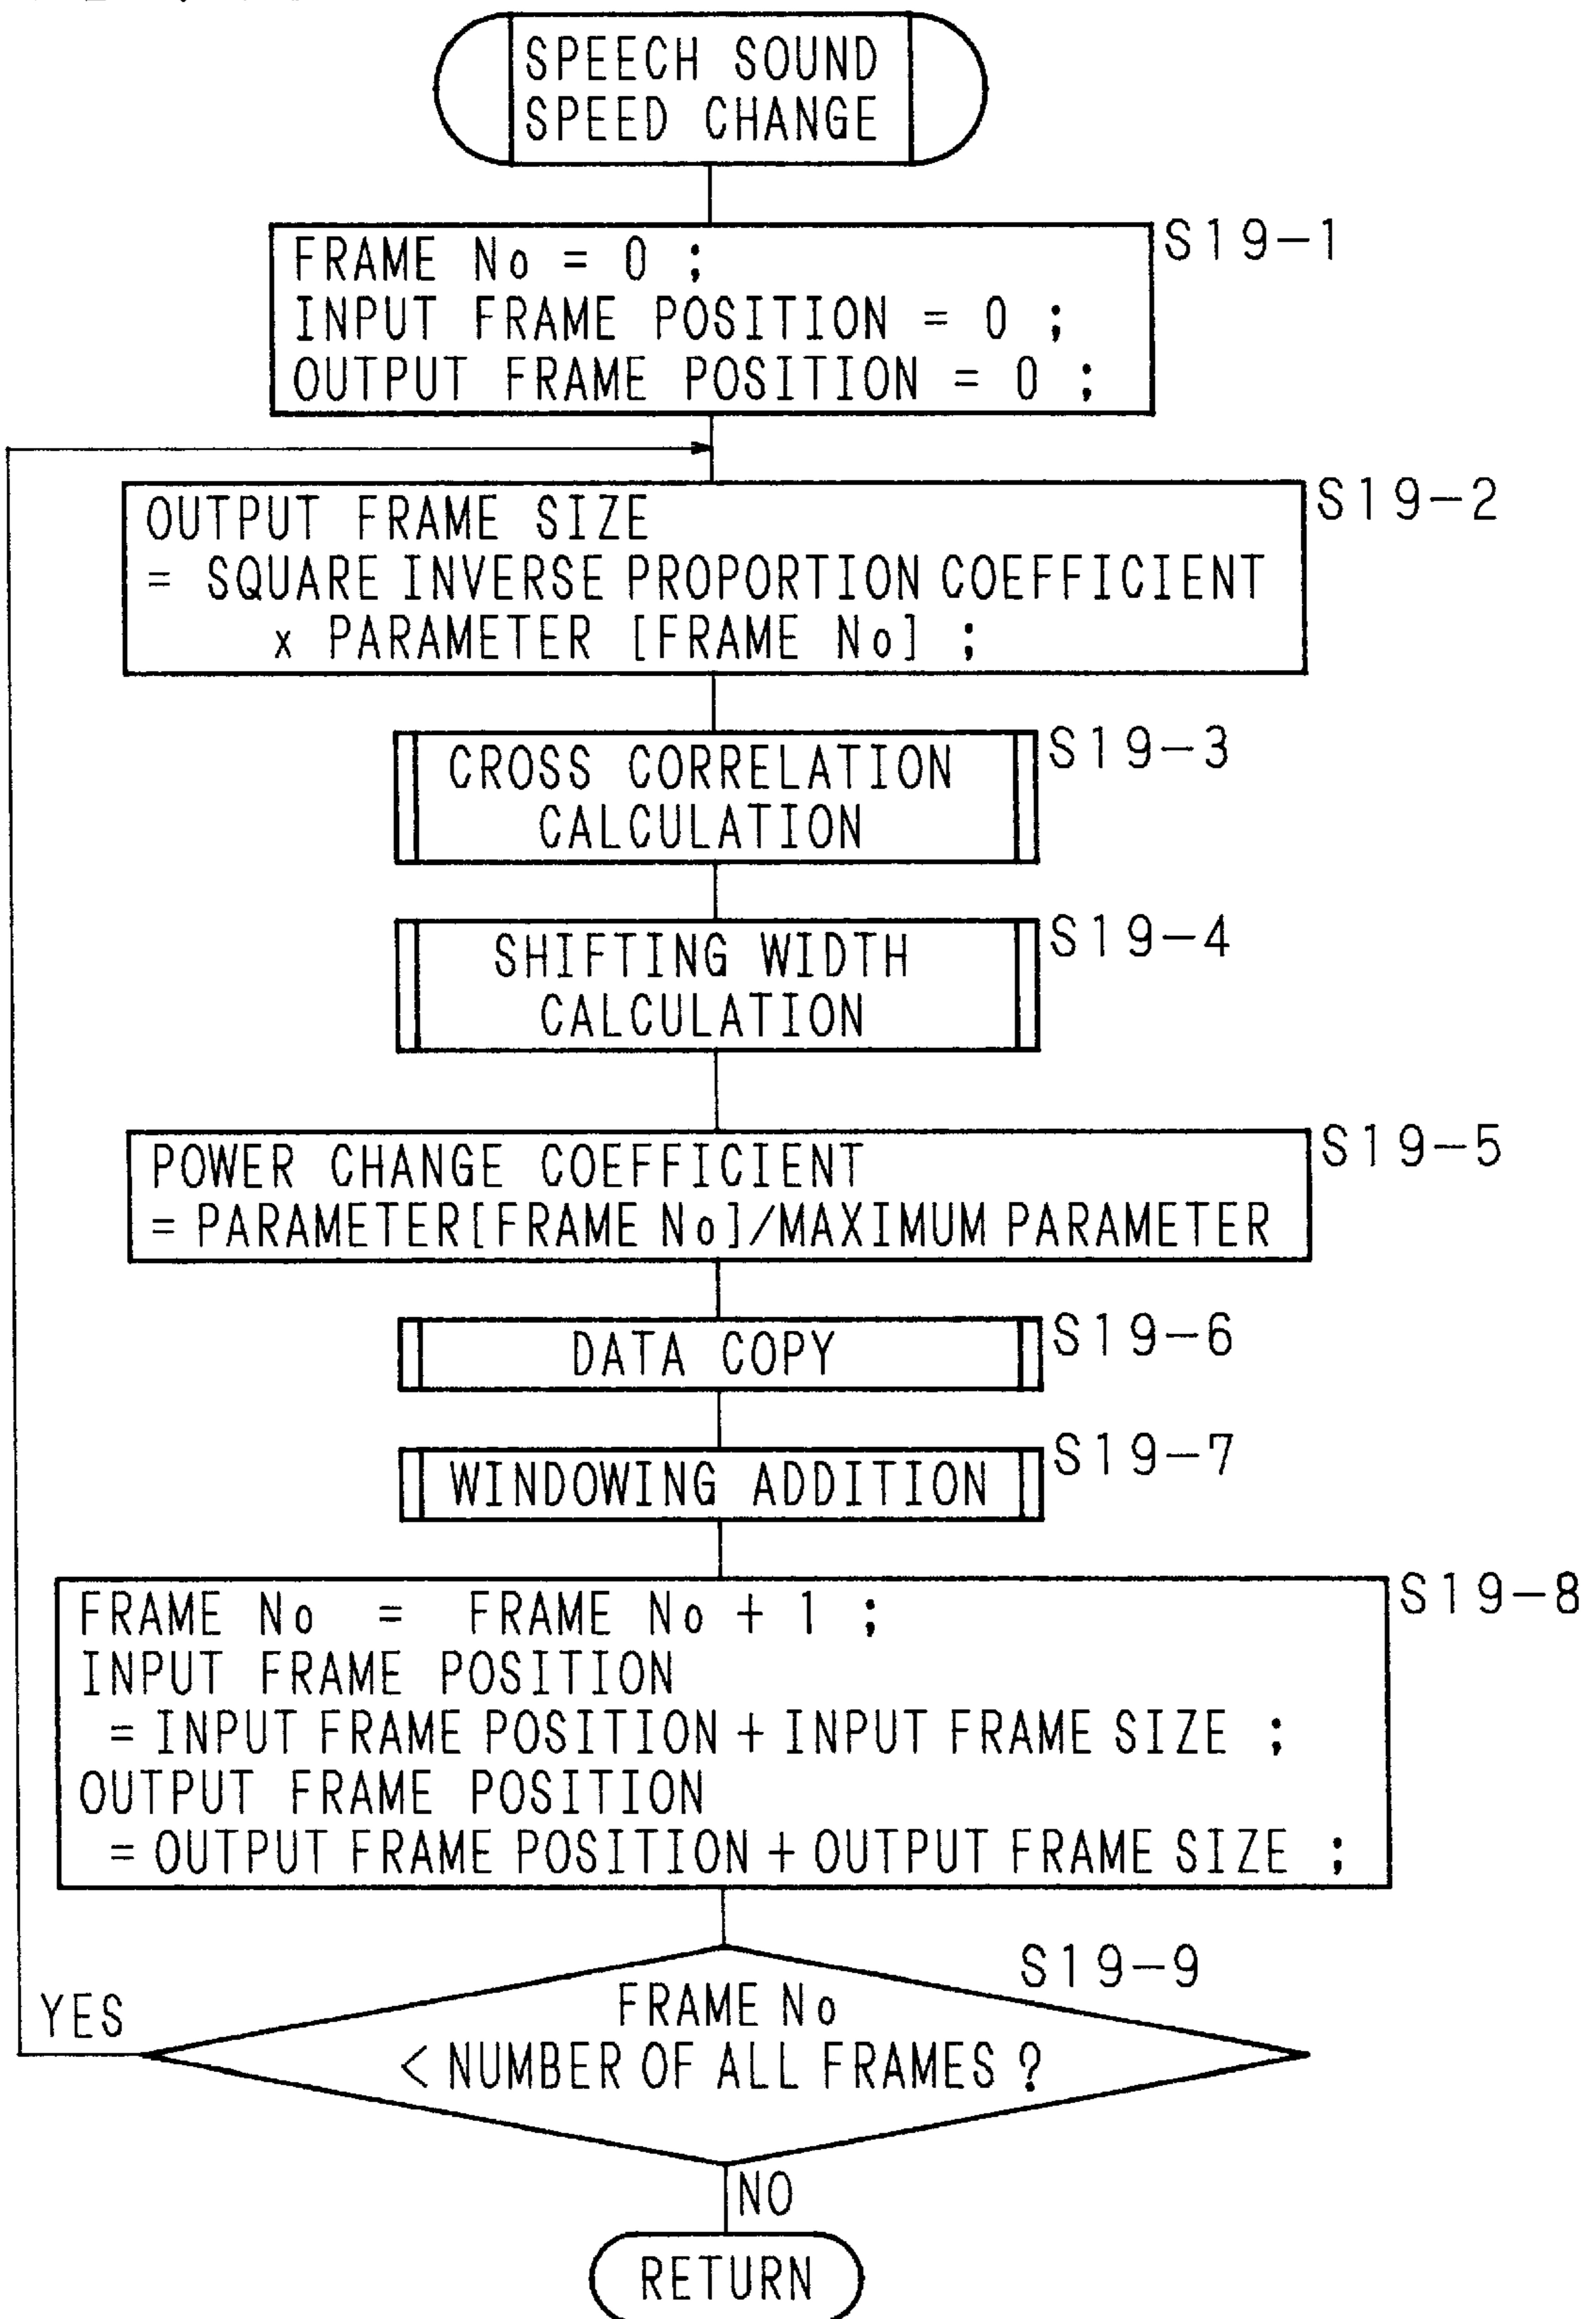 SPEECH SOUND
SPEED CHANGE
S19-1
FRAME No = 0 ;
INPUT FRAME POSITION = 0 ;
OUTPUT FRAME POSITION = 0 ;
S19-2
OUTPUT FRAME SIZE
= SQUARE INVERSE PROPORTION COEFFICIENT
x PARAMETER [FRAME No] ;
S19-3
CROSS CORRELATION
CALCULATION
S19-4
SHIFTING WIDTH
CALCULATION
S19-5
POWER CHANGE COEFFICIENT
= PARAMETER[FRAME No]/MAXIMUM PARAMETER
S19-6
DATA COPY
S19-7
WINDOWING ADDITION
S19-8
FRAME No = FRAME No + 1 ;
INPUT FRAME POSITION
= INPUT FRAME POSITION + INPUT FRAME SIZE ;
OUTPUT FRAME POSITION
= OUTPUT FRAME POSITION + OUTPUT FRAME SIZE ;
S19-9
YES
FRAME No
< NUMBER OF ALL FRAMES ?
NO
RETURN